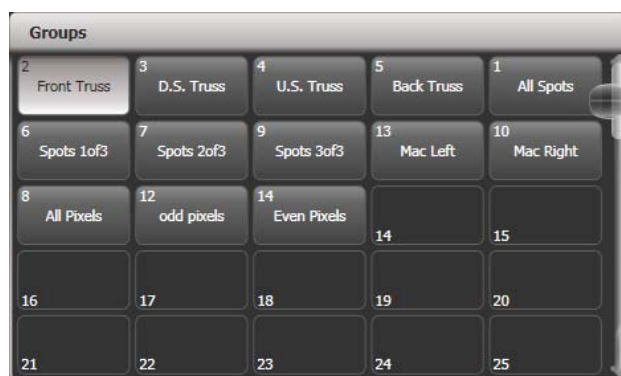 Groups
2 3 4 5 1
Front Truss D.S. Truss U.S. Truss Back Truss All Spots
6 7 9 13 10
Spots 1of3 Spots 2of3 Spots 3of3 Mac Left Mac Right
8 12 14
All Pixels odd pixels Even Pixels
14 15
16 17 18 19 20
21 22 23 24 25